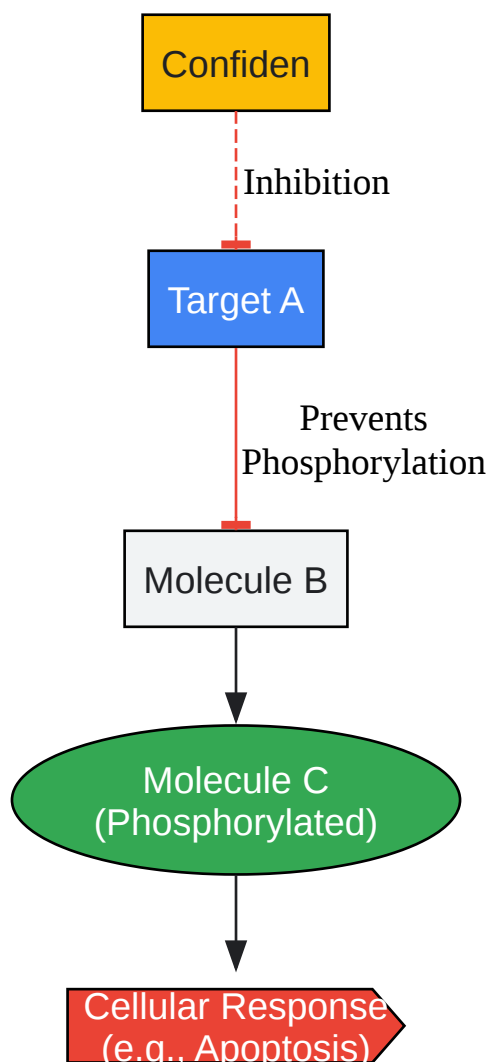 Confiden
Inhibition
Target A
Prevents
Phosphorylation
Molecule B
Molecule C
(Phosphorylated)
Cellular Response
(e.g., Apoptosis)